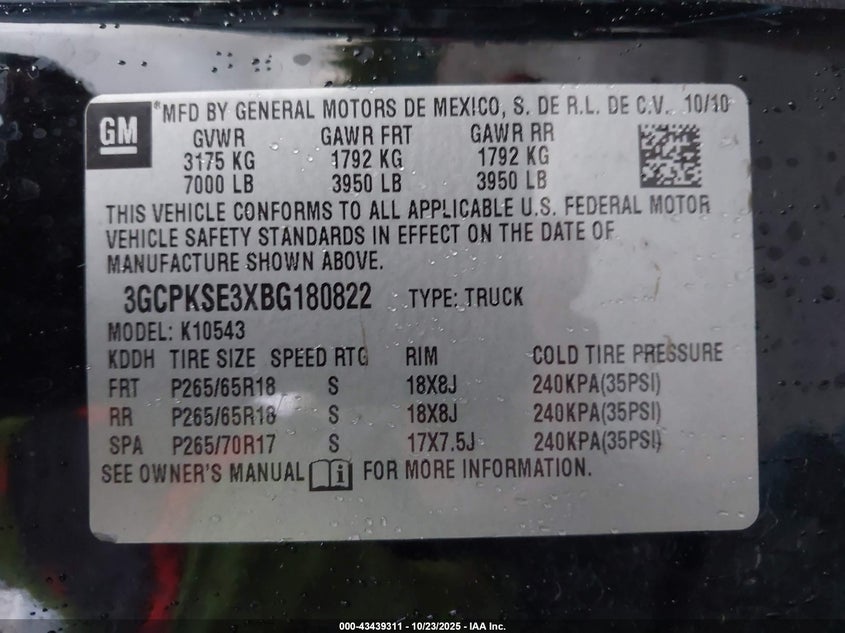 GM
®MFD BY GENERAL MOTORS DE MEXICO, S. DE R.L. DE C.V. 10/10
GVWR GAWR FRT GAWR RR
3175 KG 1792 KG 1792 KG
7000 LB 3950 LB 3950 LB
THIS VEHICLE CONFORMS TO ALL APPLICABLE U.S. FEDERAL MOTOR
VEHICLE SAFETY STANDARDS IN EFFECT ON THE DATE OF
MANUFACTURE SHOWN ABOVE.
3GCPKSE3XBG180822 TYPE: TRUCK
MODEL: K10543
KDDH TIRE SIZE SPEED RTG RIM COLD TIRE PRESSURE
FRT P265/65R18 S 18X8J 240KPA(35PSI)
RR P265/65R18 S 18X8J 240KPA(35PSI)
SPA P265/70R17 S 17X7.5J 240KPA(35PSI)
SEE OWNER'S MANUAL i FOR MORE INFORMATION.
000-43439311 - 10/23/2025 - IAA Inc.